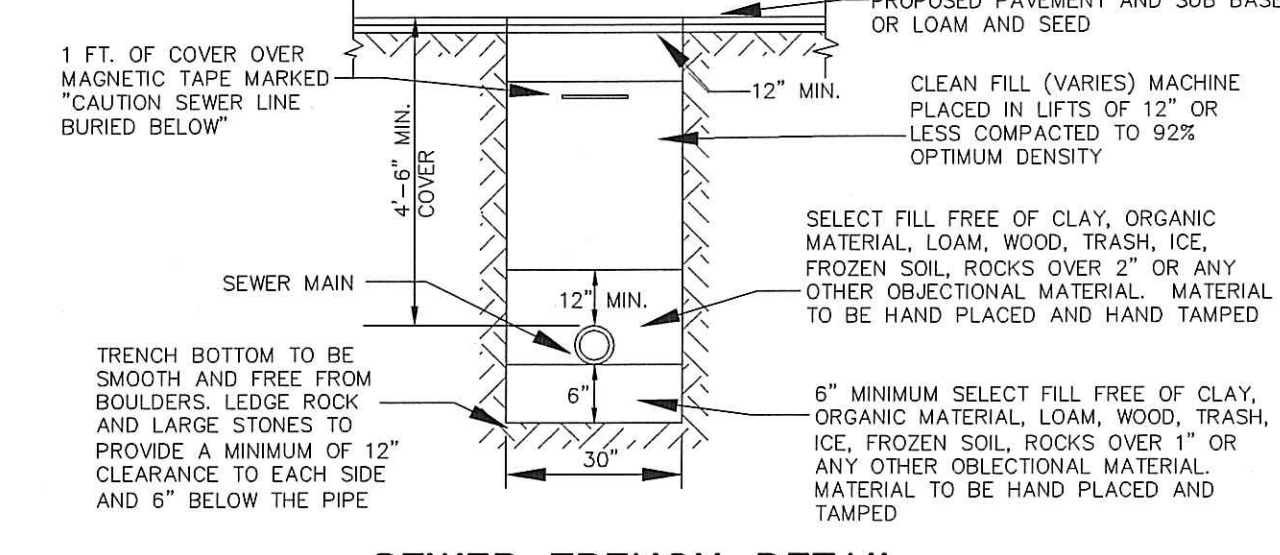 PROPOSED PAVEMENT AND SUB BASE
OR LOAM AND SEED
1 FT. OF COVER OVER
MAGNETIC TAPE MARKED
"CAUTION SEWER LINE
BURIED BELOW"
12" MIN.
CLEAN FILL (VARIES) MACHINE
PLACED IN LIFTS OF 12" OR
LESS COMPACTED TO 92%
OPTIMUM DENSITY
4'-6" MIN.
COVER
SELECT FILL FREE OF CLAY, ORGANIC
MATERIAL, LOAM, WOOD, TRASH, ICE,
FROZEN SOIL, ROCKS OVER 2" OR ANY
OTHER OBJECTIONAL MATERIAL. MATERIAL
TO BE HAND PLACED AND HAND TAMPED
SEWER MAIN
12" MIN.
TRENCH BOTTOM TO BE
SMOOTH AND FREE FROM
BOULDERS. LEDGE ROCK
AND LARGE STONES TO
PROVIDE A MINIMUM OF 12"
CLEARANCE TO EACH SIDE
AND 6" BELOW THE PIPE
6"
6" MINIMUM SELECT FILL FREE OF CLAY,
ORGANIC MATERIAL, LOAM, WOOD, TRASH,
ICE, FROZEN SOIL, ROCKS OVER 1" OR
ANY OTHER OBLECTIONAL MATERIAL.
MATERIAL TO BE HAND PLACED AND
TAMPED
30"
SEWER TRENCH DETAIL